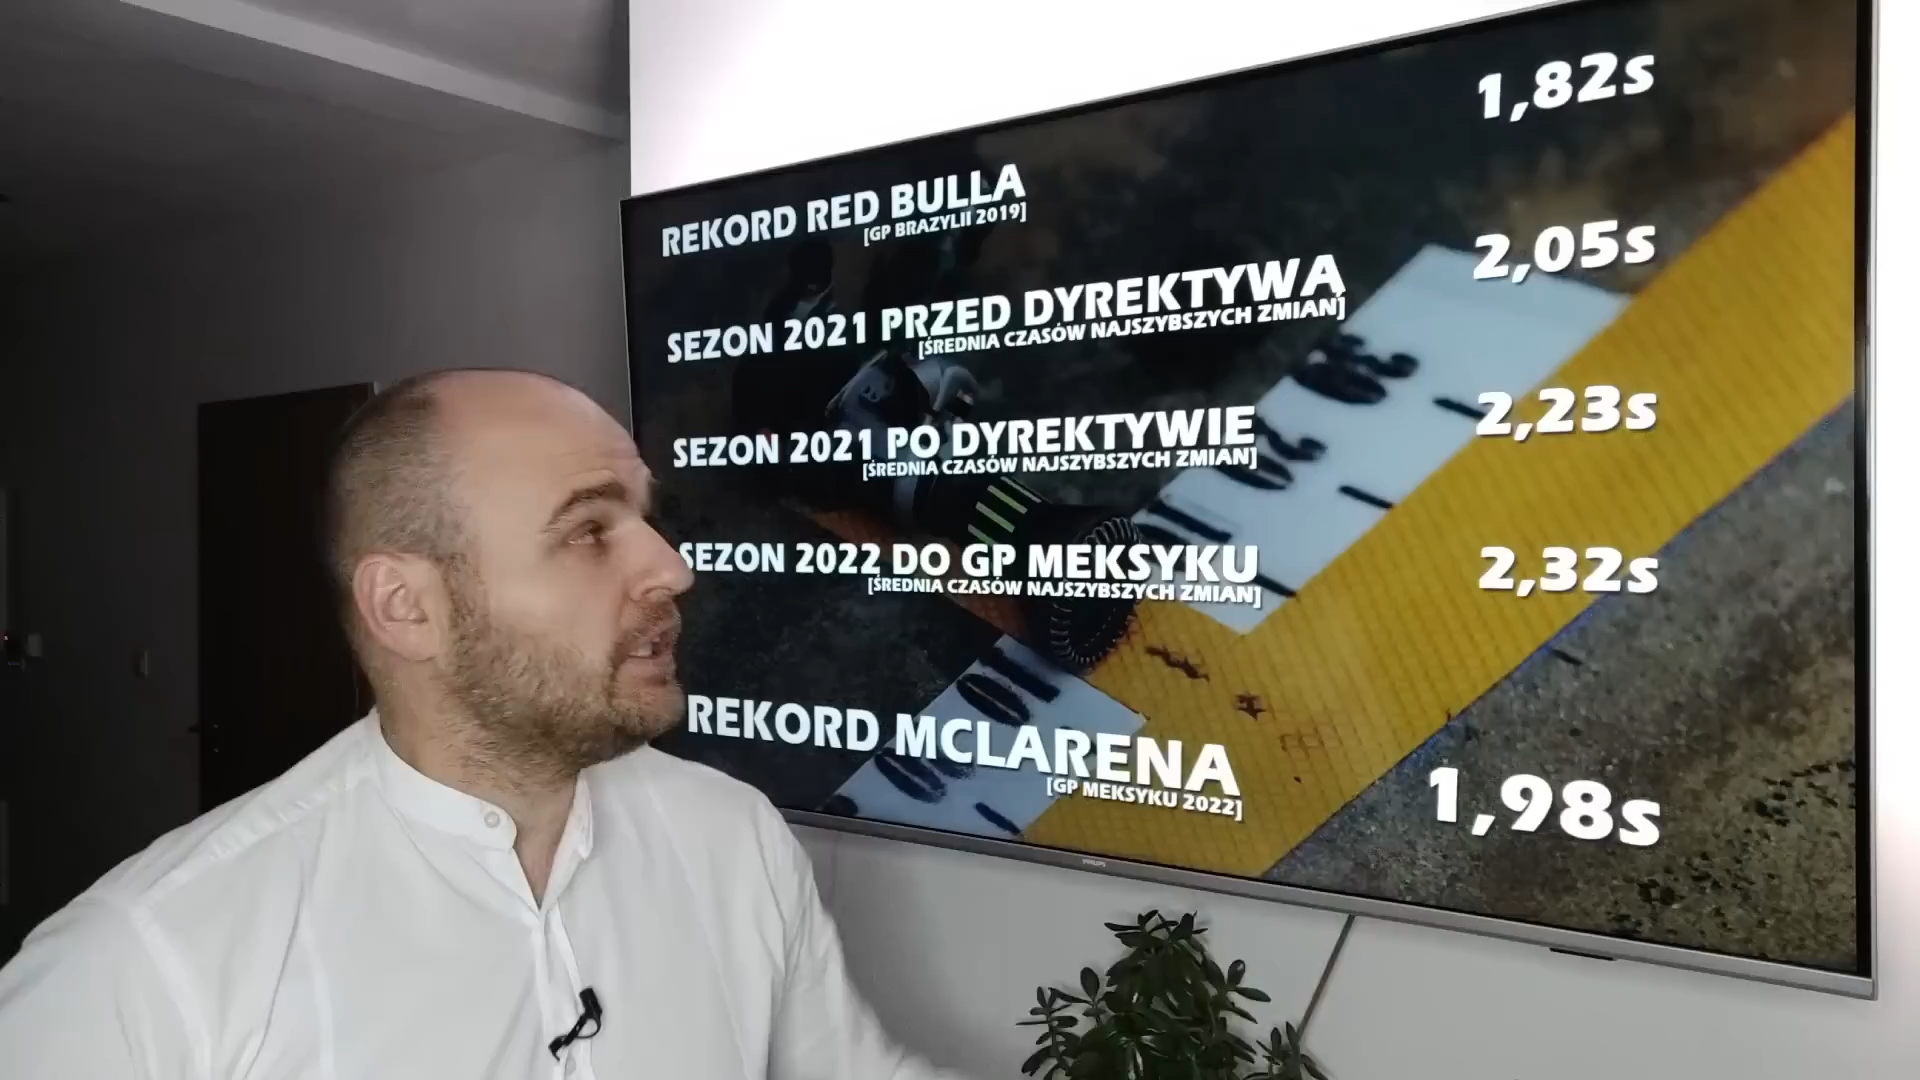 1,82s
REKORD RED BULLA
[GP BRAZYLII 2019]
2,05s
SEZON 2021 PRZED DYREKTYWĄ
[ŚREDNIA CZASÓW NAJSZYBSZYCH ZMIAN]
2,23s
SEZON 2021 PO DYREKTYWIE
[ŚREDNIA CZASÓW NAJSZYBSZYCH ZMIAN]
2,32s
SEZON 2022 DO GP MEKSYKU
[ŚREDNIA CZASÓW NAJSZYBSZYCH ZMIAN]
REKORD MCLARENA
[GP MEKSYKU 2022]
1,98s
PHILIPS